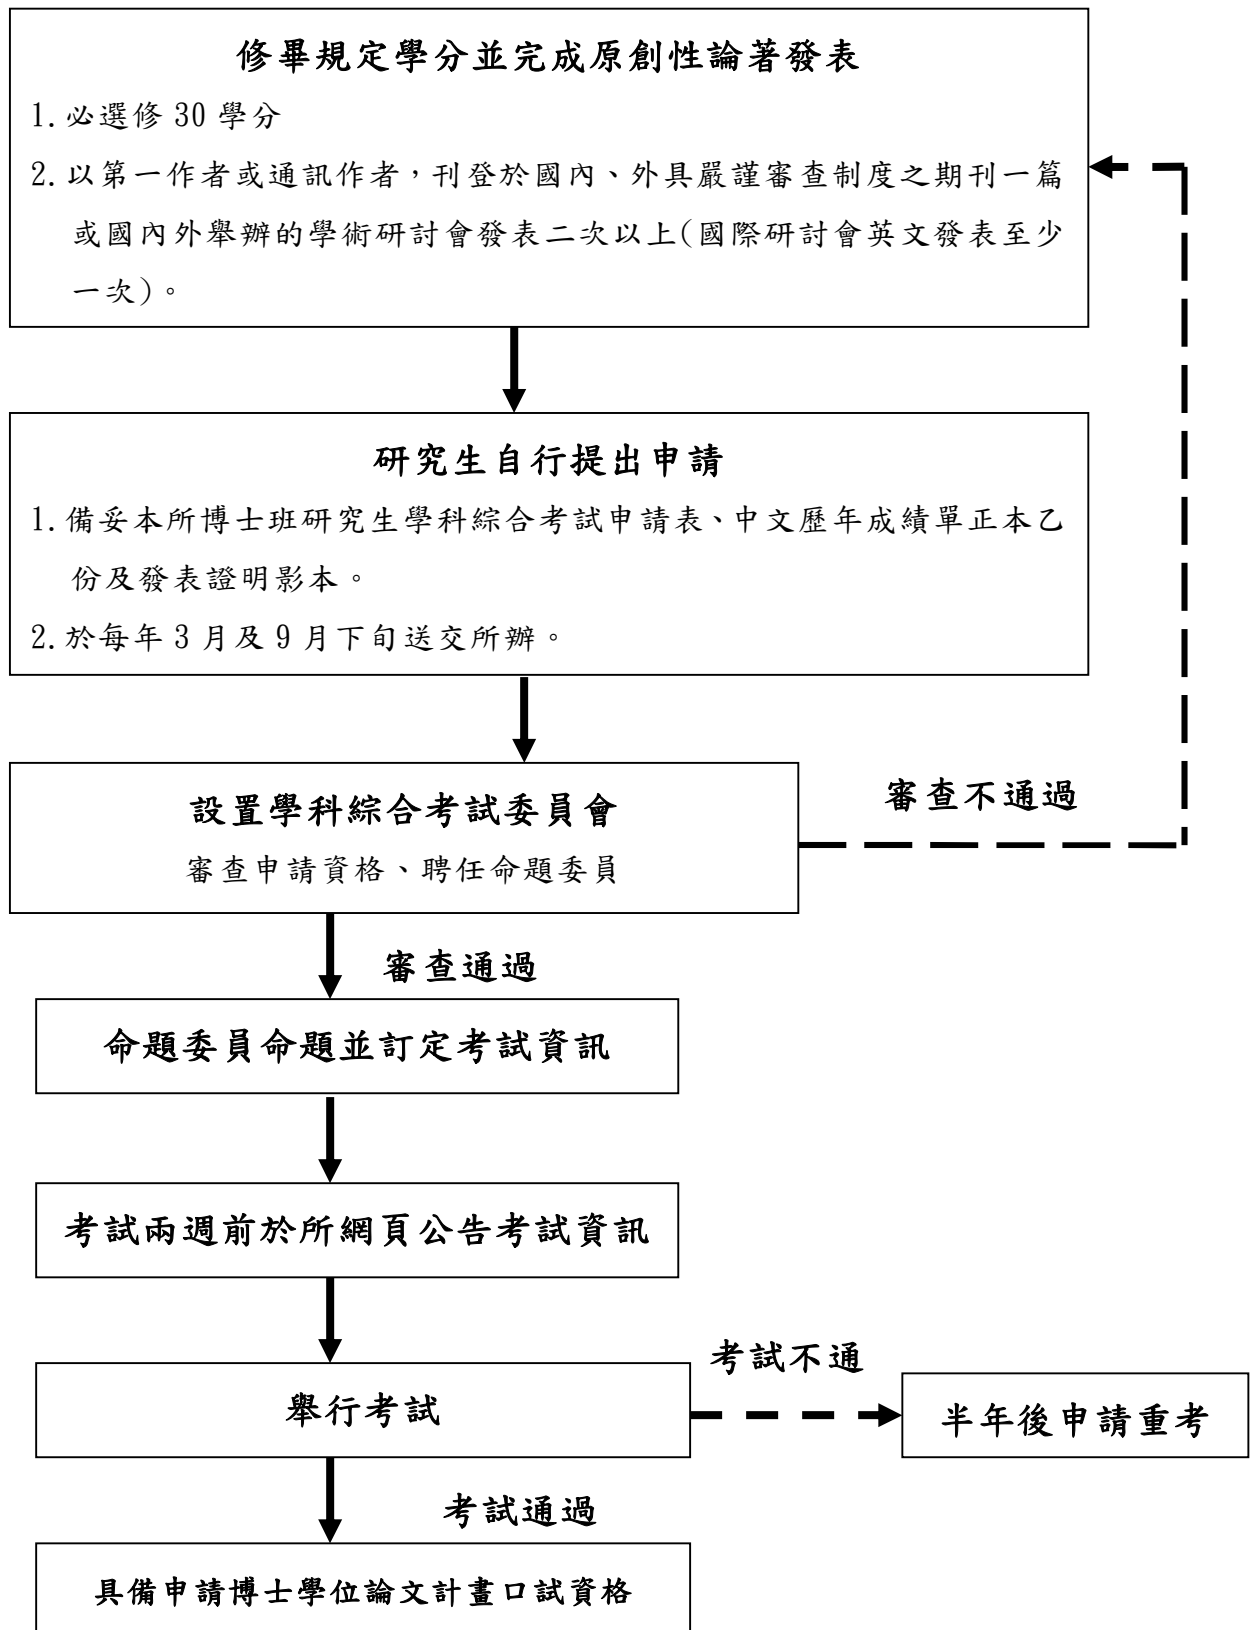 修畢規定學分並完成原創性論著發表
1.必選修 30 學分
2.以第一作者或通訊作者，刊登於國內、外具嚴謹審查制度之期刊一篇
或國內外舉辦的學術研討會發表二次以上(國際研討會英文發表至少
一次)。
研究生自行提出申請
1.備妥本所博士班研究生學科綜合考試申請表、中文歷年成績單正本乙
份及發表證明影本。
2.於每年 3 月及 9 月下旬送交所辦。
設置學科綜合考試委員會
審查申請資格、聘任命題委員
審查不通過
審查通過
命題委員命題並訂定考試資訊
考試兩週前於所網頁公告考試資訊
考試不通
舉行考試
半年後申請重考
考試通過
具備申請博士學位論文計畫口試資格